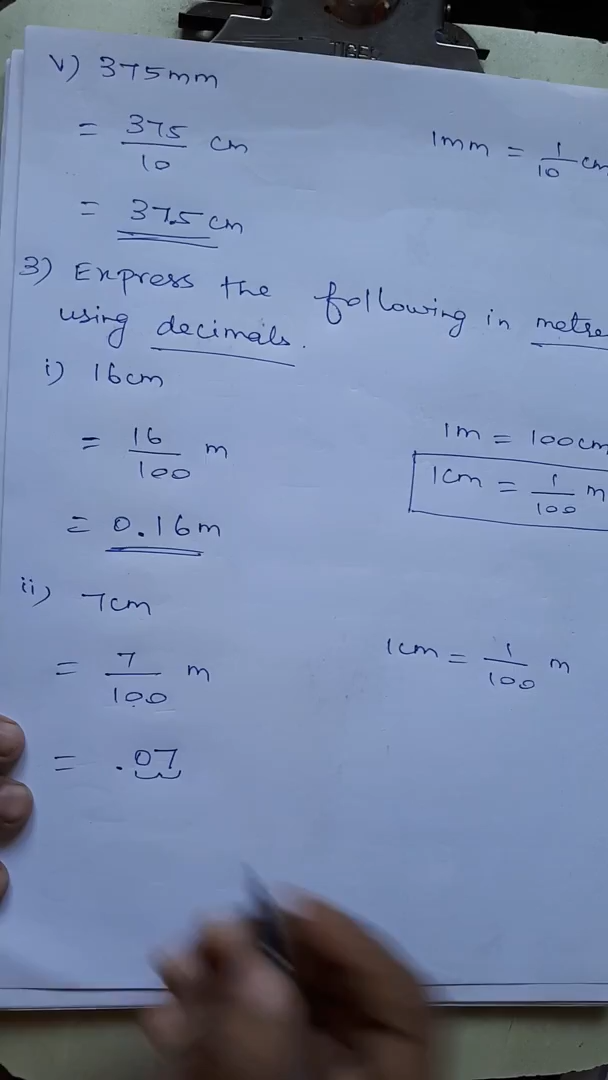 v) 375mm
= 375/10 cm
1mm = 1/10 cm
= 37.5 cm
3) Express the following in metre
using decimals.
i) 16cm
= 16/100 m
1m = 100cm
1cm = 1/100 m
= 0.16m
ii) 7cm
= 7/100 m
1cm = 1/100 m
= .07